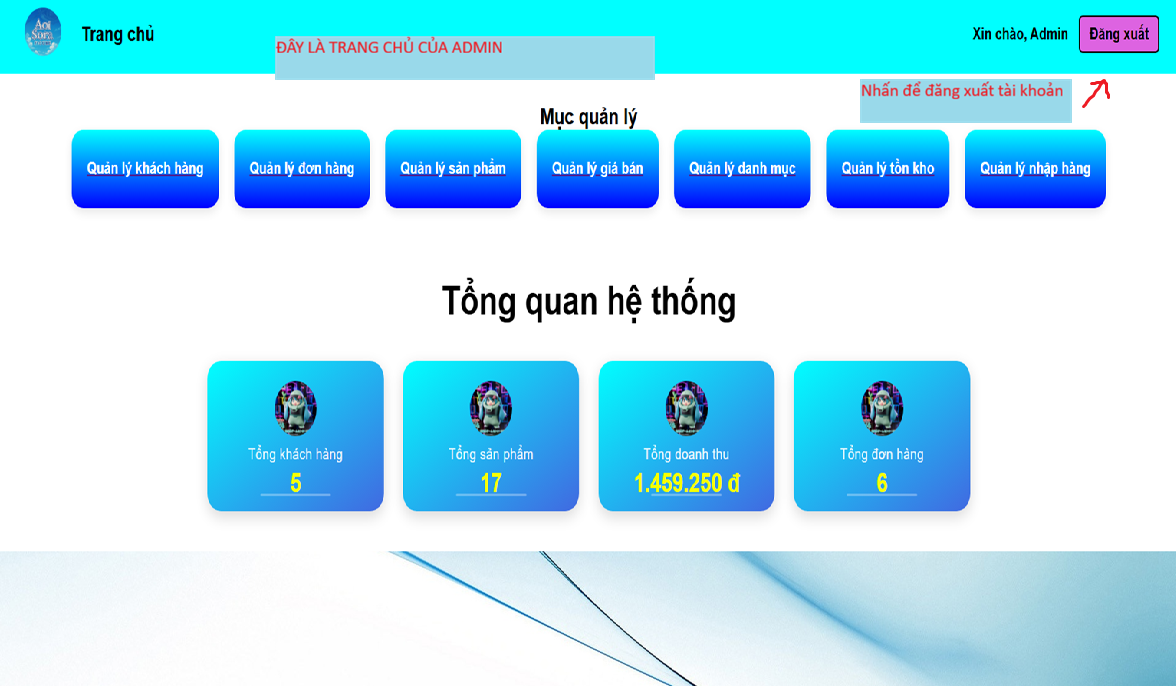 Aoi
Sora
Trang chủ
Xin chào, Admin
Đăng xuất
ĐÂY LÀ TRANG CHỦ CỦA ADMIN
Nhấn để đăng xuất tài khoản
Mục quản lý
Quản lý khách hàng
Quản lý đơn hàng
Quản lý sản phẩm
Quản lý giá bán
Quản lý danh mục
Quản lý tồn kho
Quản lý nhập hàng
Tổng quan hệ thống
Tổng khách hàng
5
Tổng sản phẩm
17
Tổng doanh thu
1.459.250 đ
Tổng đơn hàng
6